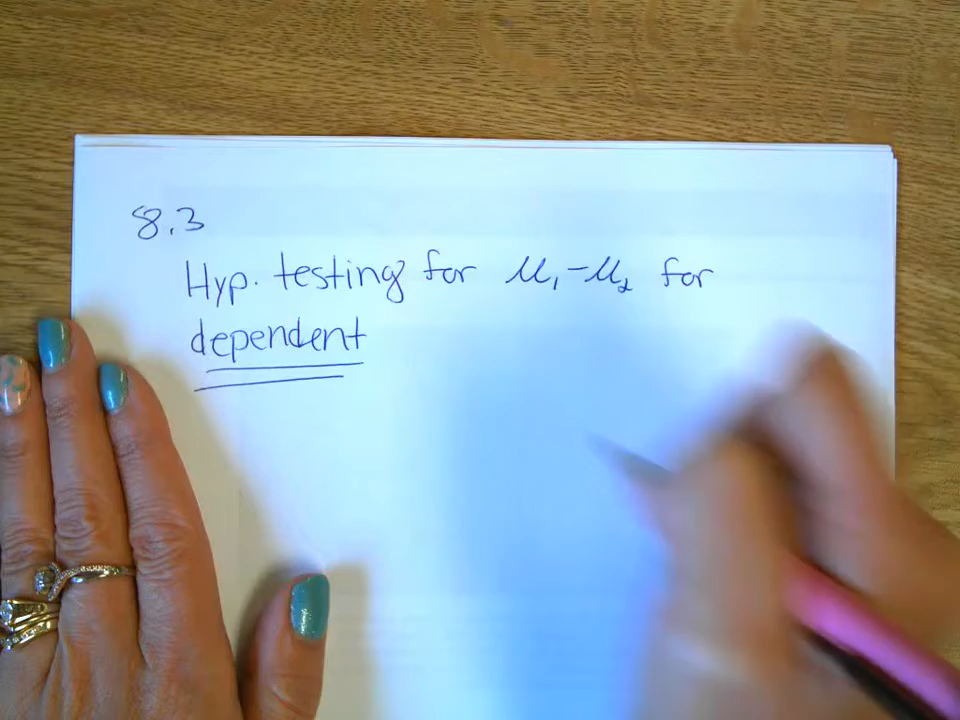 8.3
Hyp. testing for μ₁-μ₂ for
dependent